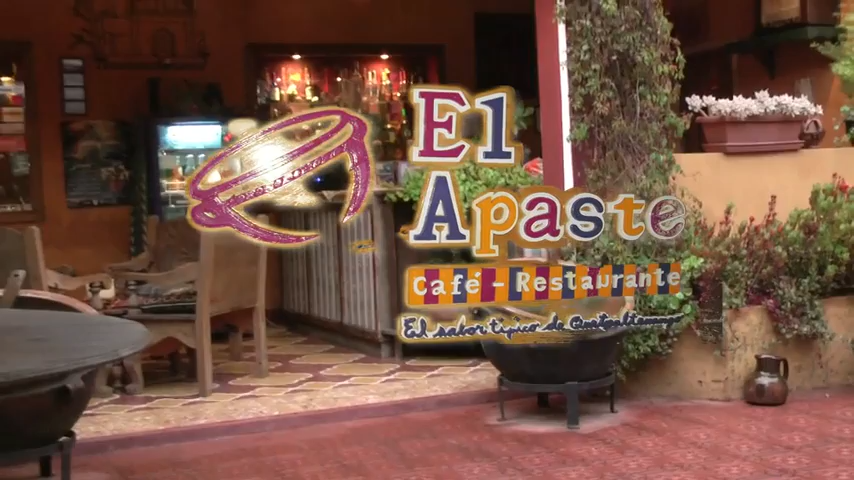 El
Apaste
Café - Restaurante
El sabor típico de Quetzaltenango